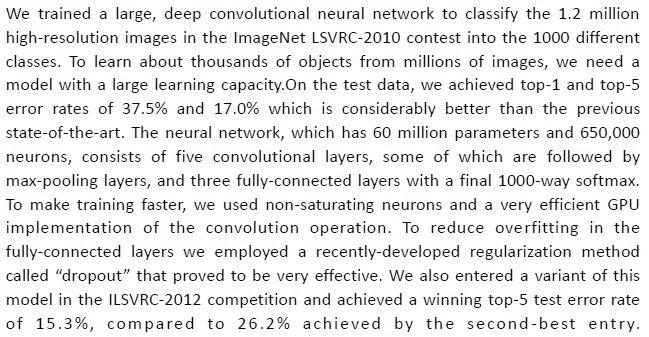 We trained a large, deep convolutional neural network to classify the 1.2 million
high-resolution images in the ImageNet LSVRC-2010 contest into the 1000 different
classes. To learn about thousands of objects from millions of images, we need a
model with a large learning capacity.On the test data, we achieved top-1 and top-5
error rates of 37.5% and 17.0% which is considerably better than the previous
state-of-the-art. The neural network, which has 60 million parameters and 650,000
neurons, consists of five convolutional layers, some of which are followed by
max-pooling layers, and three fully-connected layers with a final 1000-way softmax.
To make training faster, we used non-saturating neurons and a very efficient GPU
implementation of the convolution operation. To reduce overfitting in the
fully-connected layers we employed a recently-developed regularization method
called “dropout” that proved to be very effective. We also entered a variant of this
model in the ILSVRC-2012 competition and achieved a winning top-5 test error rate
of 15.3%, compared to 26.2% achieved by the second-best entry.